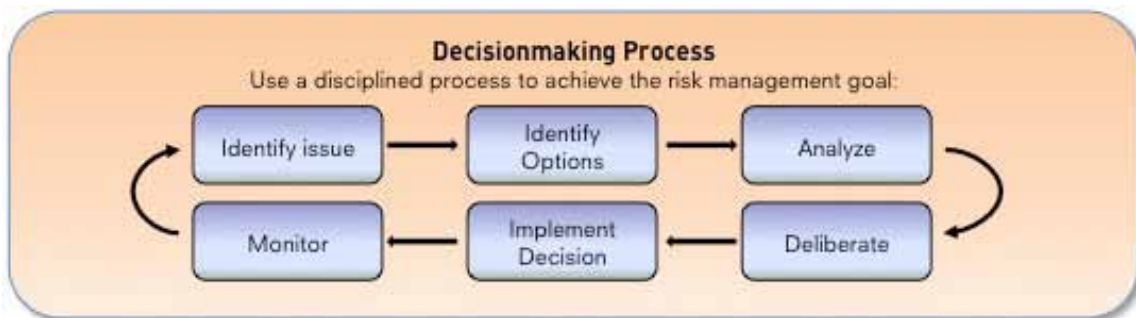 Decisionmaking Process
Use a disciplined process to achieve the risk management goal:
Identify issue
Identify
Options
Analyze
Deliberate
Implement
Decision
Monitor